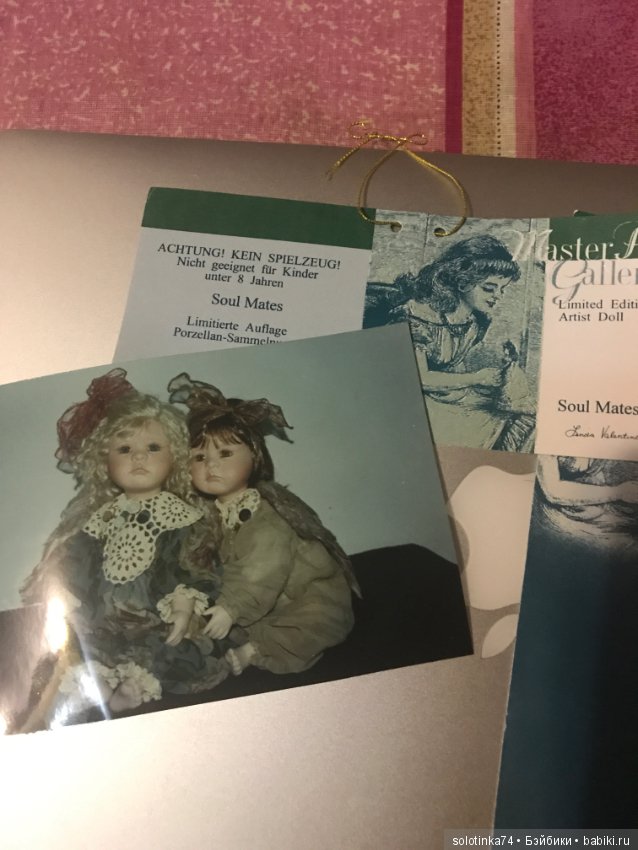 ACHTUNG! KEIN SPIELZEUG!
Nicht geeignet für Kinder
unter 8 Jahren
Soul Mates
Limitierte Auflage
Master
Limited
Artist Doll
Soul Mates
solotinka74 • Бэйбики • babiki.ru